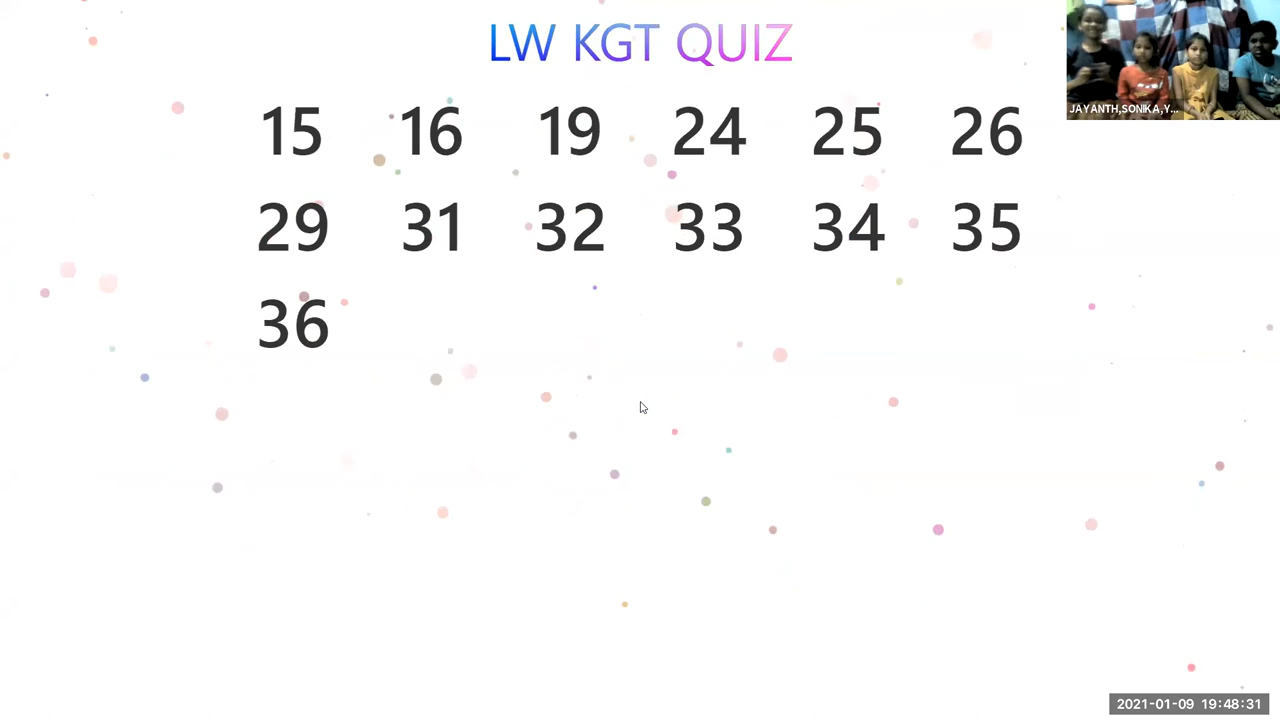 LW KGT QUIZ
15 16 19 24 25 26
29 31 32 33 34 35
36
JAYANTH,SONIKA,Y...
2021-01-09 19:48:31